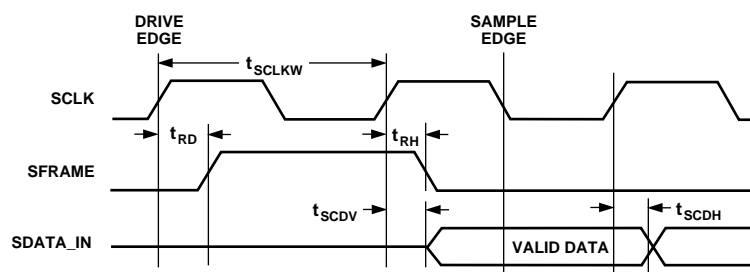 DRIVE
EDGE
SAMPLE
EDGE
tSCLKW
SCLK
tRD
tRH
SFRAME
tSCDV
tSCDH
SDATA_IN
VALID DATA